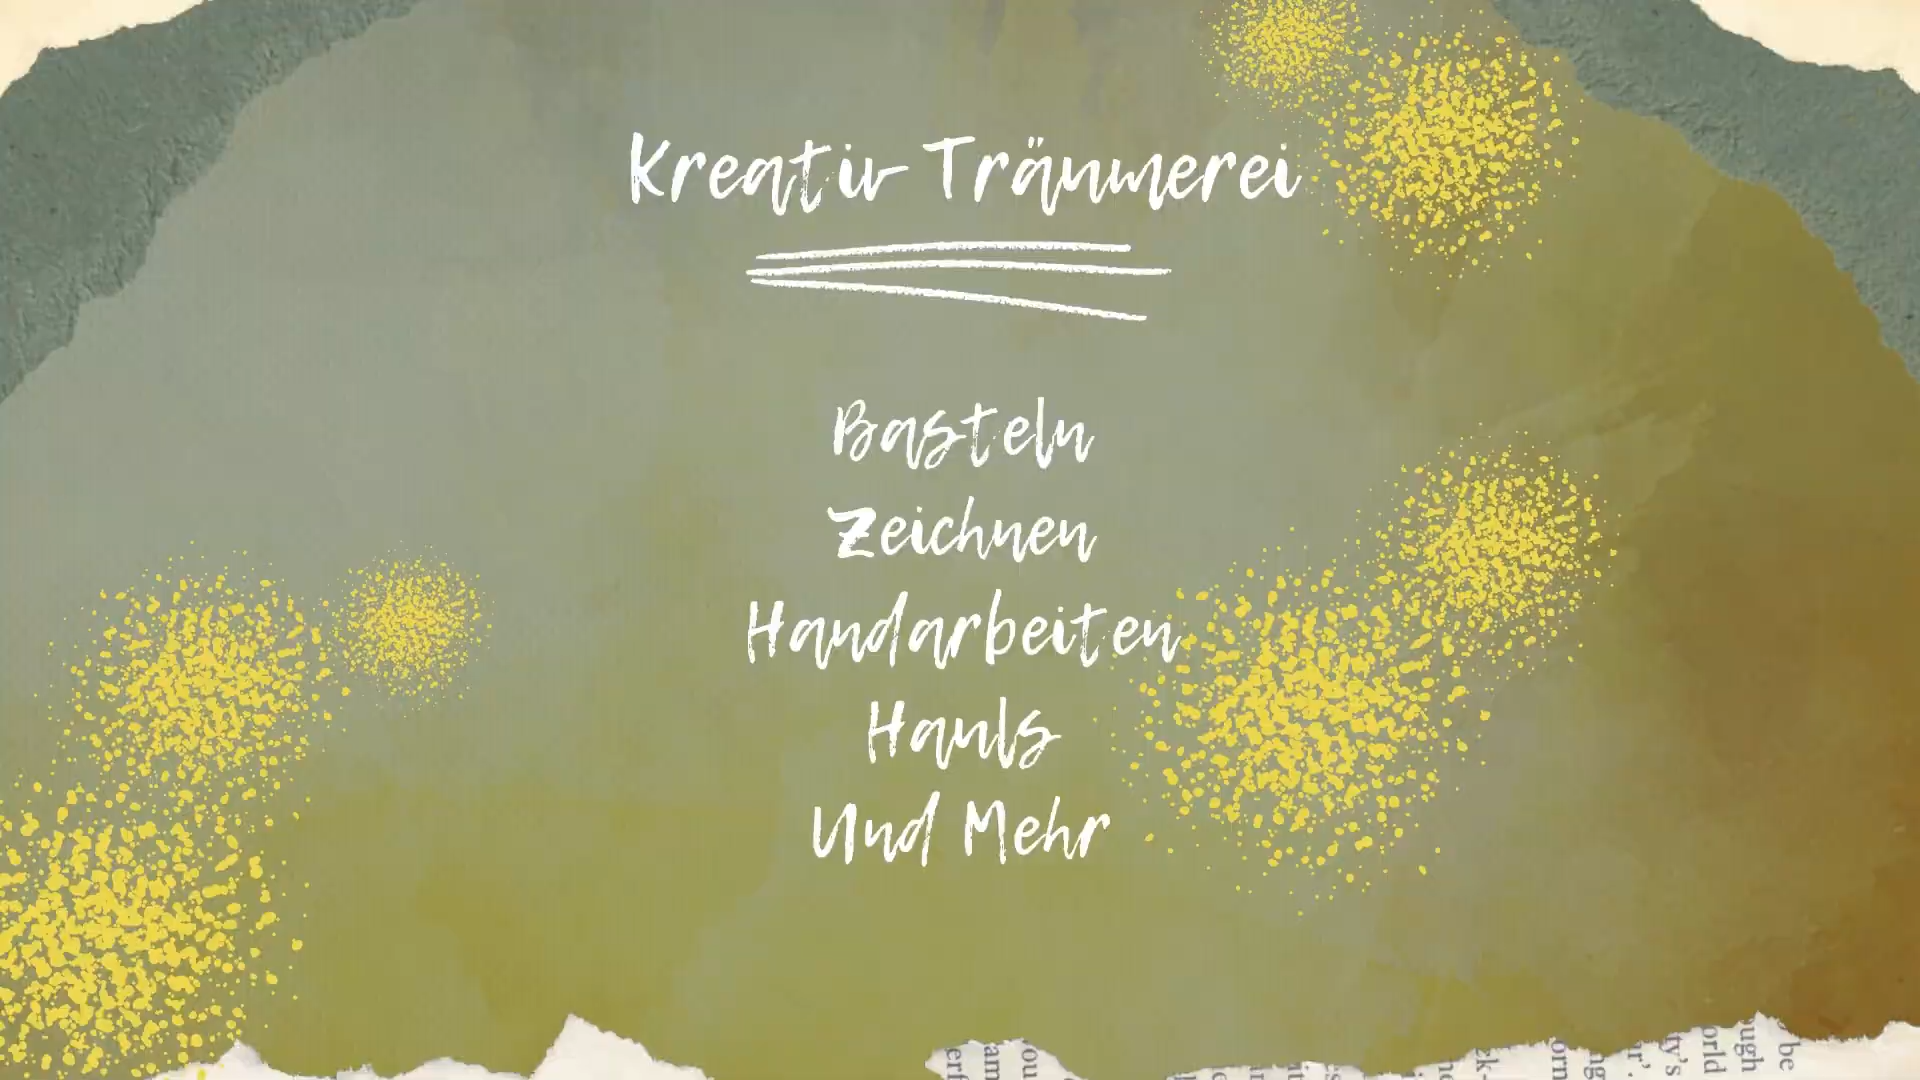 Kreativ-Träumerei
Basteln
Zeichnen
Handarbeiten
Hauls
Und Mehr